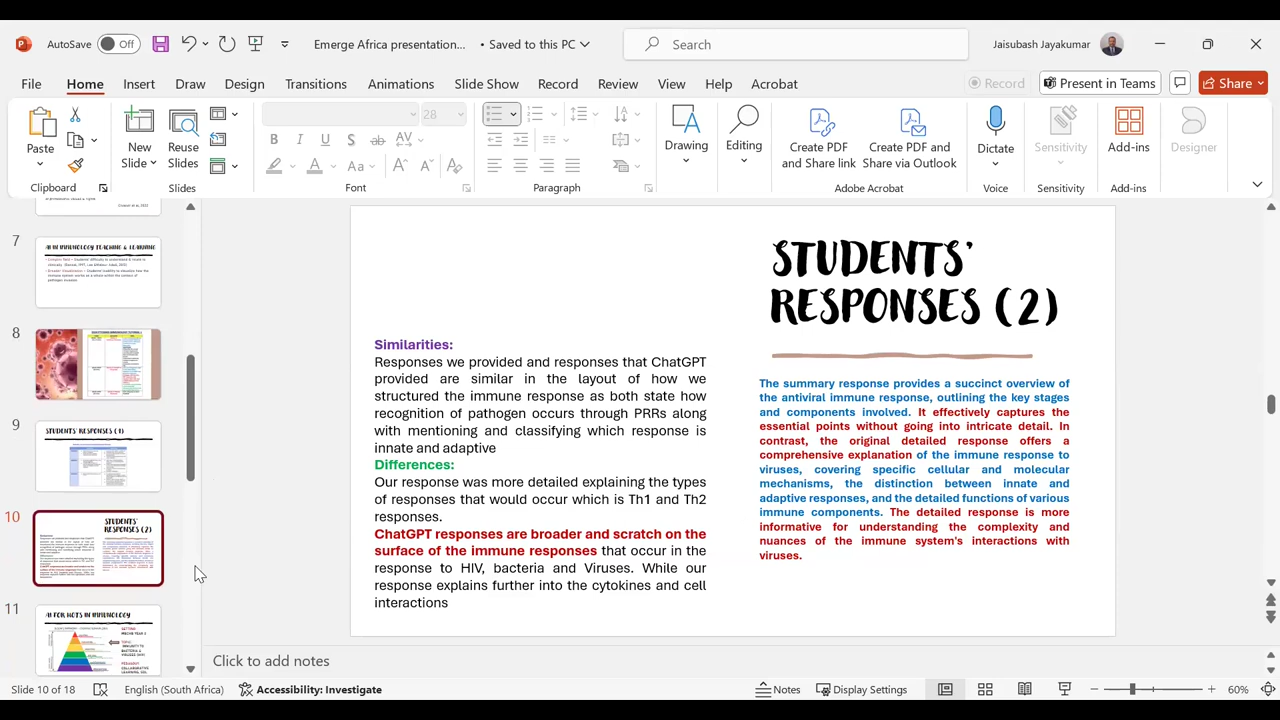 AutoSave Off Emerge Africa presentation... • Saved to this PC Search Jaisubash Jayakumar
File Home Insert Draw Design Transitions Animations Slide Show Record Review View Help Acrobat Record Present in Teams Share
Paste New Slide Reuse Slides
28
B I U S ab AV
Aa A A
Drawing Editing Create PDF and Share link Create PDF and Share via Outlook Dictate Sensitivity Add-ins Designer
Clipboard Slides Font Paragraph Adobe Acrobat Voice Sensitivity Add-ins
7
AI IN IMMUNOLOGY TEACHING & LEARNING
8
9
STUDENTS' RESPONSES (1)
10
STUDENTS'
RESPONSES (2)
11
AI FOR HOTS IN IMMUNOLOGY
STUDENTS'
RESPONSES (2)
Similarities:
Responses we provided and responses that ChatGPT
provided are similar in the layout of how we
structured the immune response as both state how
recognition of pathogen occurs through PRRs along
with mentioning and classifying which response is
innate and adaptive
Differences:
Our response was more detailed explaining the types
of responses that would occur which is Th1 and Th2
responses.
ChatGPT responses are broader and scratch on the
surface of the immune responses that occur in the
response to HIV, bacteria and Viruses. While our
response explains further into the cytokines and cell
interactions
The summary response provides a succinct overview of
the antiviral immune response, outlining the key stages
and components involved. It effectively captures the
essential points without going into intricate detail. In
contrast, the original detailed response offers a
comprehensive explanation of the immune response to
viruses, covering specific cellular and molecular
mechanisms, the distinction between innate and
adaptive responses, and the detailed functions of various
immune components. The detailed response is more
informative for understanding the complexity and
nuances of the immune system's interactions with
viruses.
Click to add notes
Slide 10 of 18 English (South Africa) Accessibility: Investigate Notes Display Settings 60%